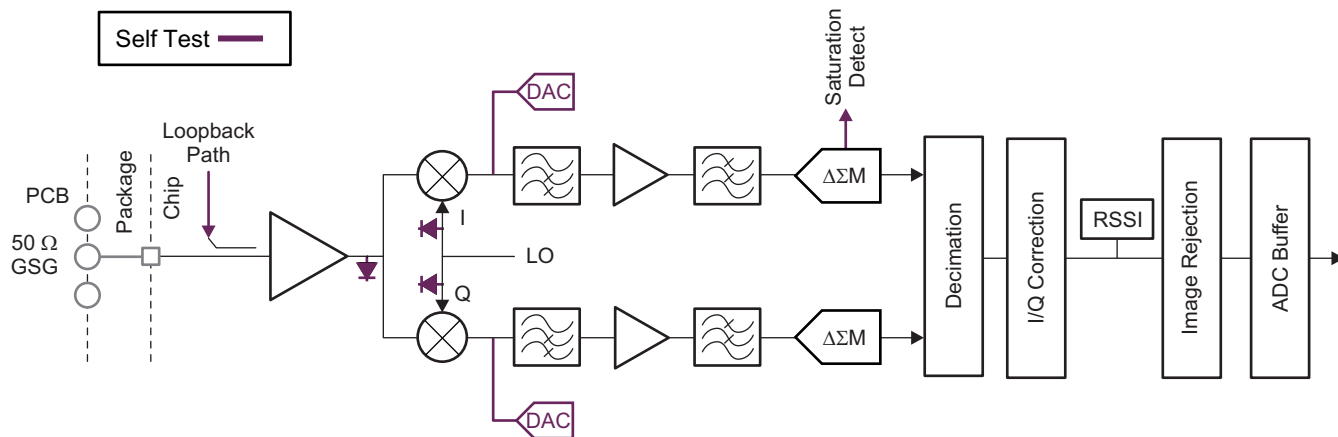 Self Test
DAC
Saturation
Detect
Loopback
Path
PCB
Package
Chip
50 Ω
GSG
I
LO
Q
ΔΣM
ΔΣM
DAC
Decimation
I/Q Correction
RSSI
Image Rejection
ADC Buffer